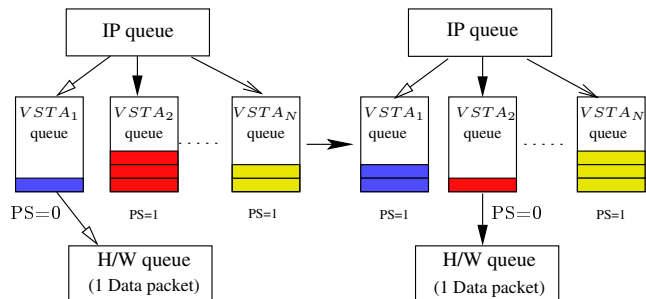 IP queue
IP queue
VSTA1
queue
VSTA2
queue
VSTAN
queue
VSTA1
queue
VSTA2
queue
VSTAN
queue
PS=0
PS=1
PS=1
PS=1
PS=0
PS=1
H/W queue
(1 Data packet)
H/W queue
(1 Data packet)